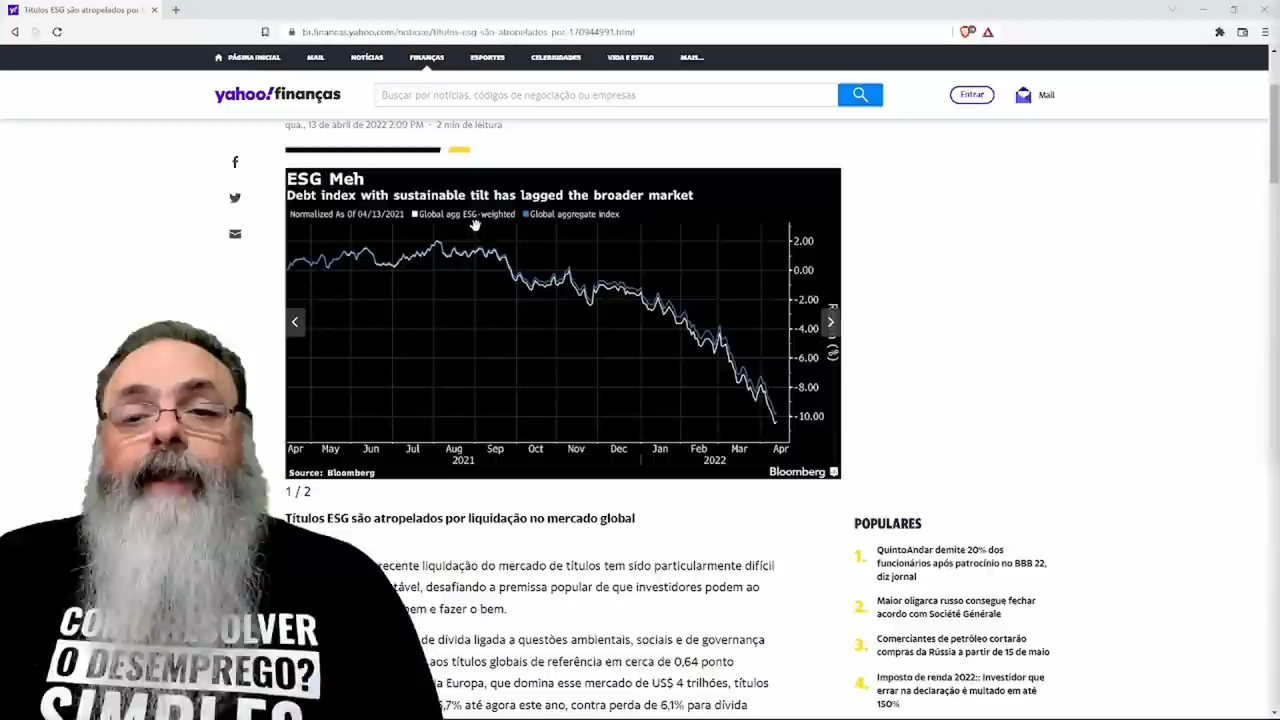 Títulos ESG são atropelados por l
br.financas.yahoo.com/noticias/titulos-esg-são-atropelados-por-170944991.html
PÁGINA INICIAL MAIL NOTÍCIAS FINANÇAS ESPORTES CELEBRIDADES VIDA E ESTILO MAIS...
yahoo!finanças
Buscar por notícias, códigos de negociação ou empresas
Entrar
Mail
qua., 13 de abril de 2022 2:09 PM · 2 min de leitura
ESG Meh
Debt index with sustainable tilt has lagged the broader market
Normalized As Of 04/13/2021 Global agg ESG-weighted Global aggregate index
2.00
0.00
-2.00
-4.00
-6.00
-8.00
-10.00
(%)
Apr May Jun Jul Aug Sep Oct Nov Dec Jan Feb Mar Apr
2021 2022
Source: Bloomberg
Bloomberg
1 / 2
Títulos ESG são atropelados por liquidação no mercado global
recente liquidação do mercado de títulos tem sido particularmente difícil
tável, desafiando a premissa popular de que investidores podem ao
bem e fazer o bem.
de dívida ligada a questões ambientais, sociais e de governança
aos títulos globais de referência em cerca de 0,64 ponto
la Europa, que domina esse mercado de US$ 4 trilhões, títulos
,7% até agora este ano, contra perda de 6,1% para dívida
POPULARES
1. QuintoAndar demite 20% dos
funcionários após patrocínio no BBB 22,
diz jornal
2. Maior oligarca russo consegue fechar
acordo com Société Générale
3. Comerciantes de petróleo cortarão
compras da Rússia a partir de 15 de maio
4. Imposto de renda 2022:: Investidor que
errar na declaração é multado em até
150%
O DESEMPREGO?